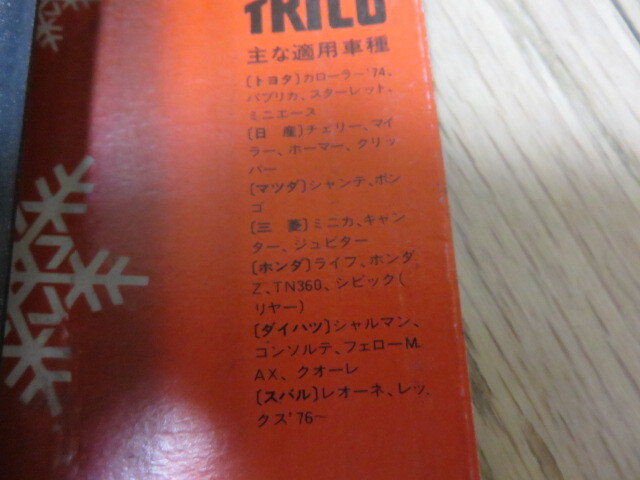 TRICO
主な適用車種
〔トヨタ〕カローラー'74、
パブリカ、スターレット、
ミニエース
〔日 産〕チェリー、マイ
ラー、ホーマー、クリッ
パー
〔マツダ〕シャンテ、ボン
ゴ
〔三 菱〕ミニカ、キャン
ター、ジュピター
〔ホンダ〕ライフ、ホンダ
Z、TN360、シビック(
リヤー)
〔ダイハツ〕シャルマン、
コンソルテ、フェローM.
AX、クオーレ
〔スバル〕レオーネ、レッ
クス'76~